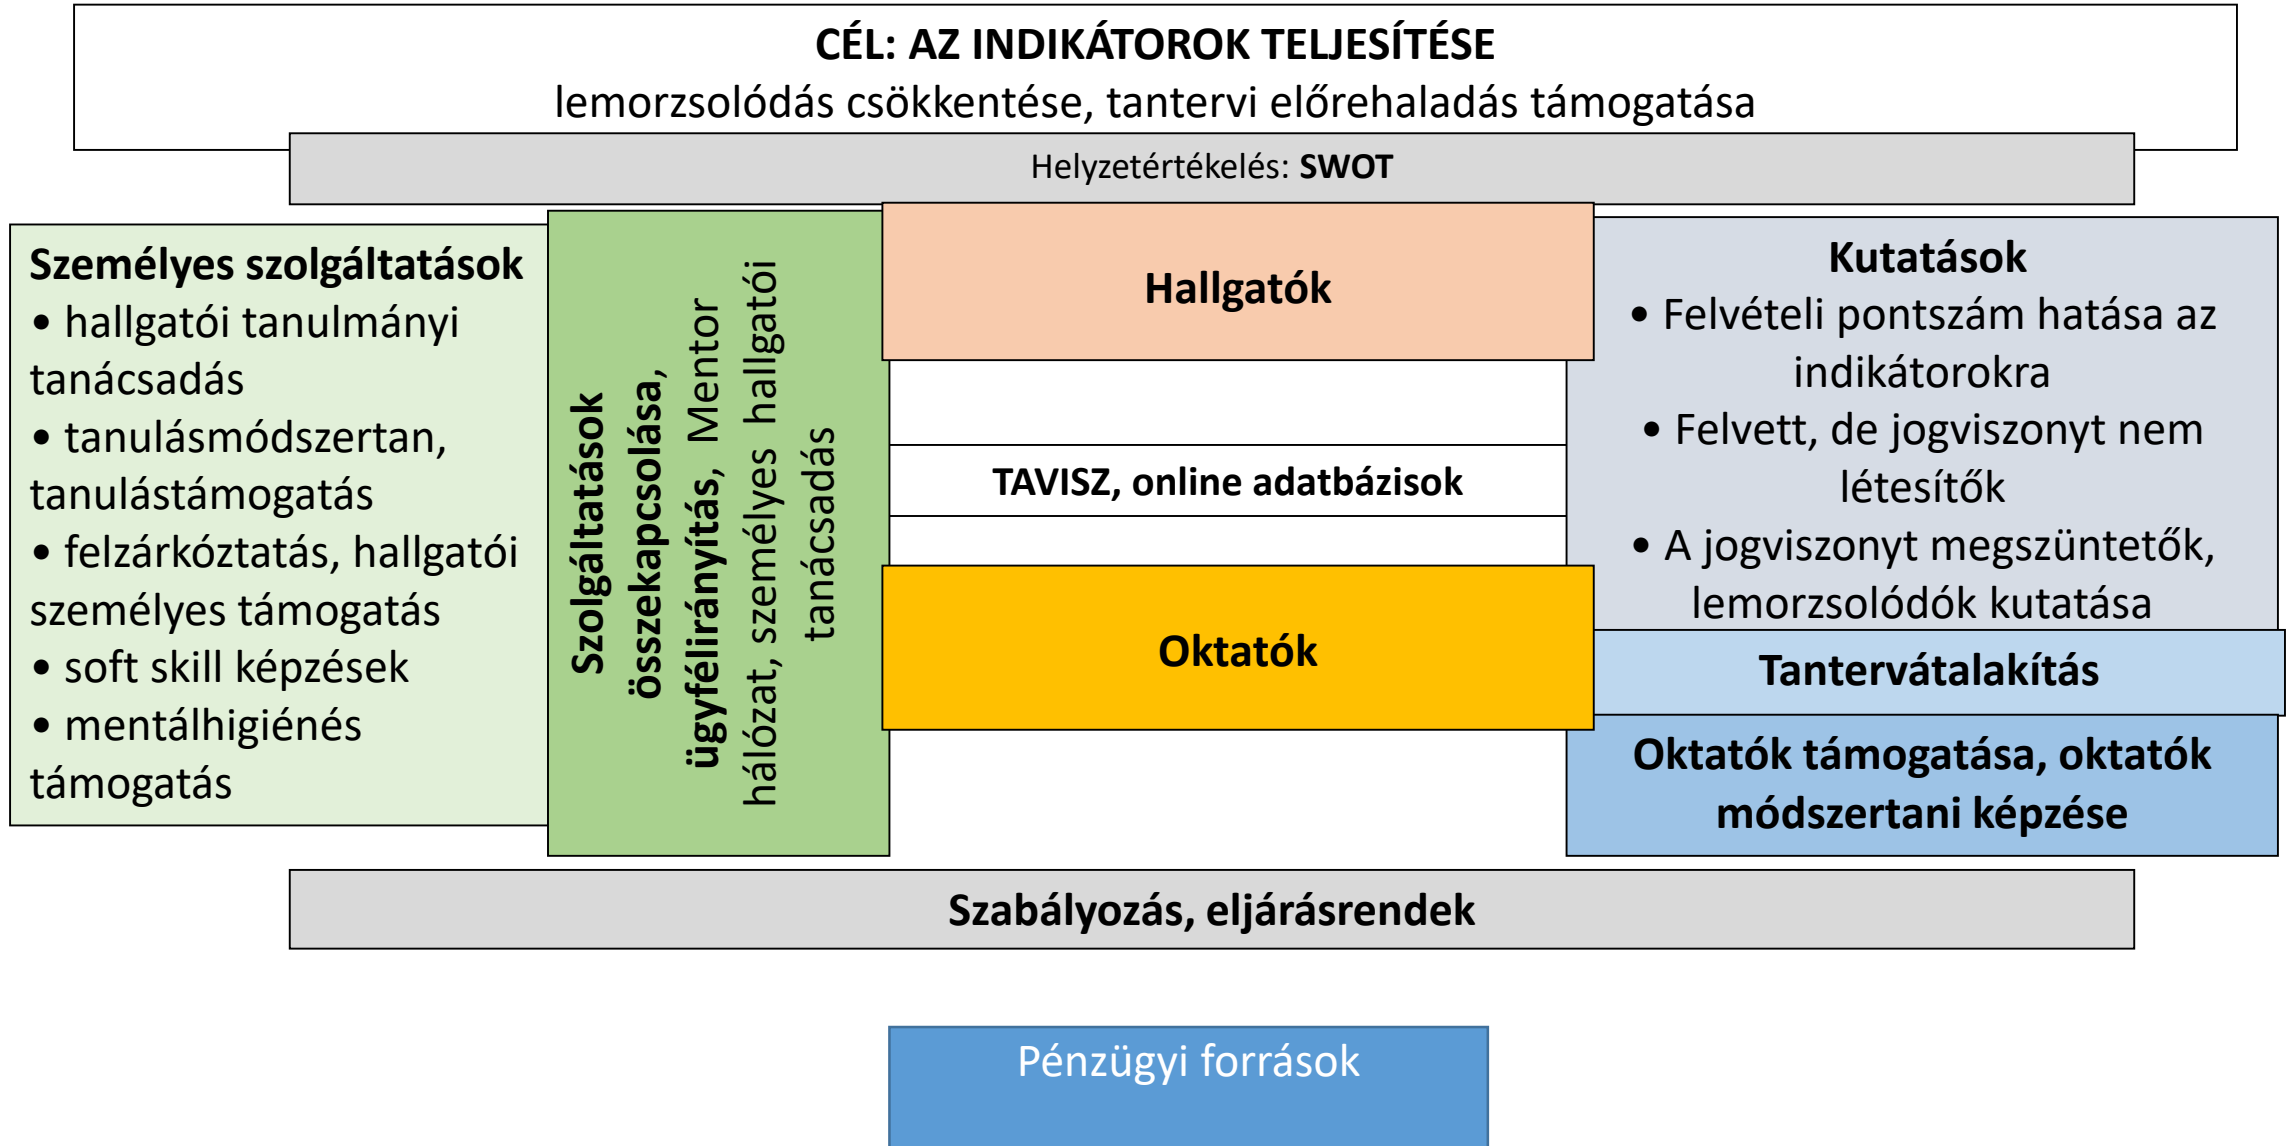 CÉL: AZ INDIKÁTOROK TELJESÍTÉSE
lemorzsolódás csökkentése, tantervi előrehaladás támogatása
Helyzetértékelés: SWOT
Személyes szolgáltatások
• hallgatói tanulmányi
tanácsadás
• tanulásmódszertan,
tanulástámogatás
• felzárkóztatás, hallgatói
személyes támogatás
• soft skill képzések
• mentálhigiénés
támogatás
Szolgáltatások
összekapcsolása,
ügyfélirányítás, Mentor
hálózat, személyes hallgatói
tanácsadás
Hallgatók
TAVISZ, online adatbázisok
Oktatók
Kutatások
• Felvételi pontszám hatása az
indikátorokra
• Felvett, de jogviszonyt nem
létesítők
• A jogviszonyt megszüntetők,
lemorzsolódók kutatása
Tantervátalakítás
Oktatók támogatása, oktatók
módszertani képzése
Szabályozás, eljárásrendek
Pénzügyi források